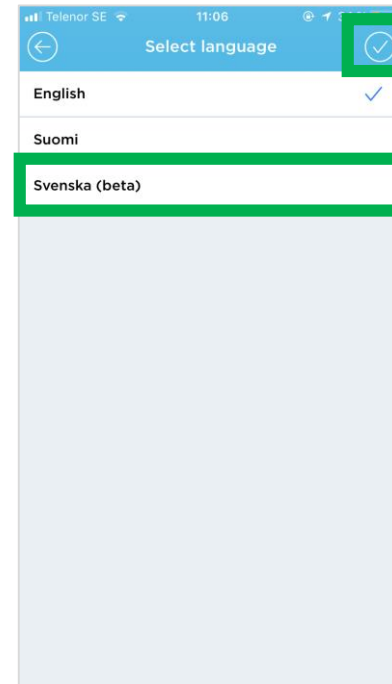 Telenor SE 11:06
Select language
English
Suomi
Svenska (beta)